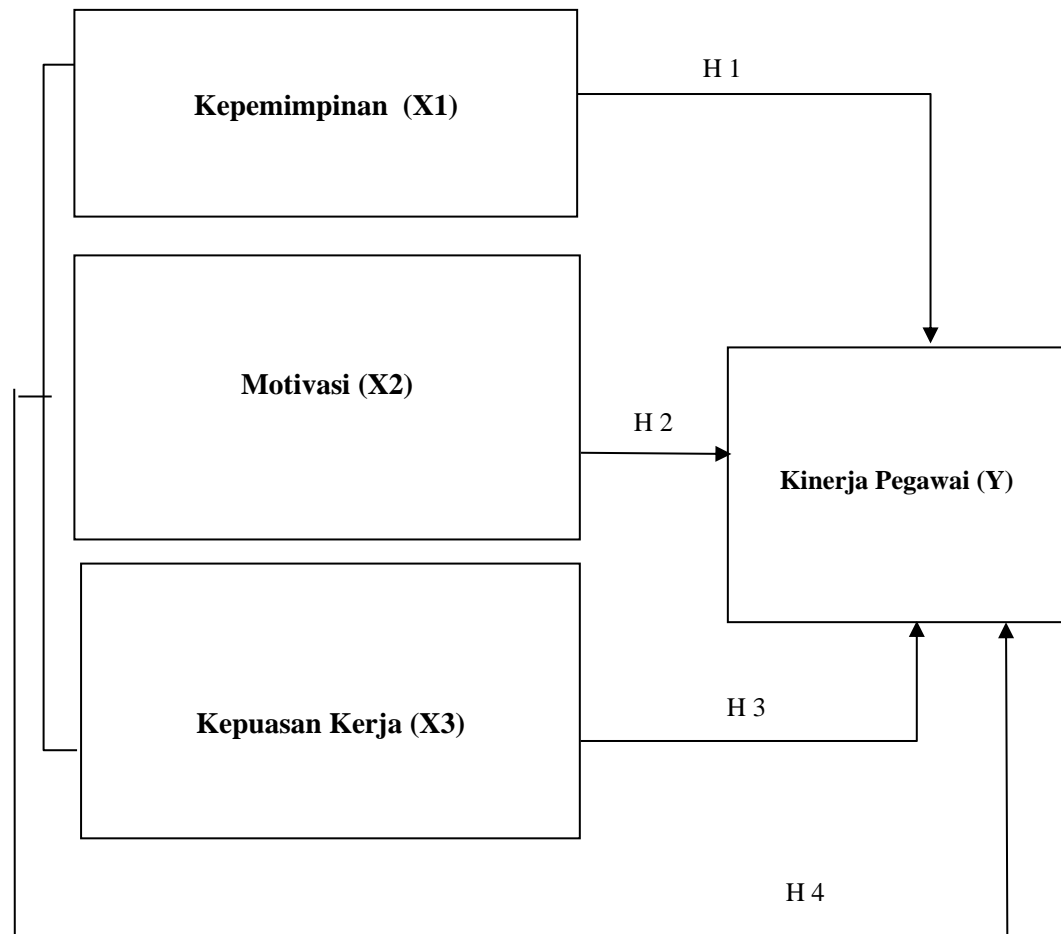 H 1
Kepemimpinan (X1)
Motivasi (X2)
H 2
Kinerja Pegawai (Y)
Kepuasan Kerja (X3)
H 3
H 4